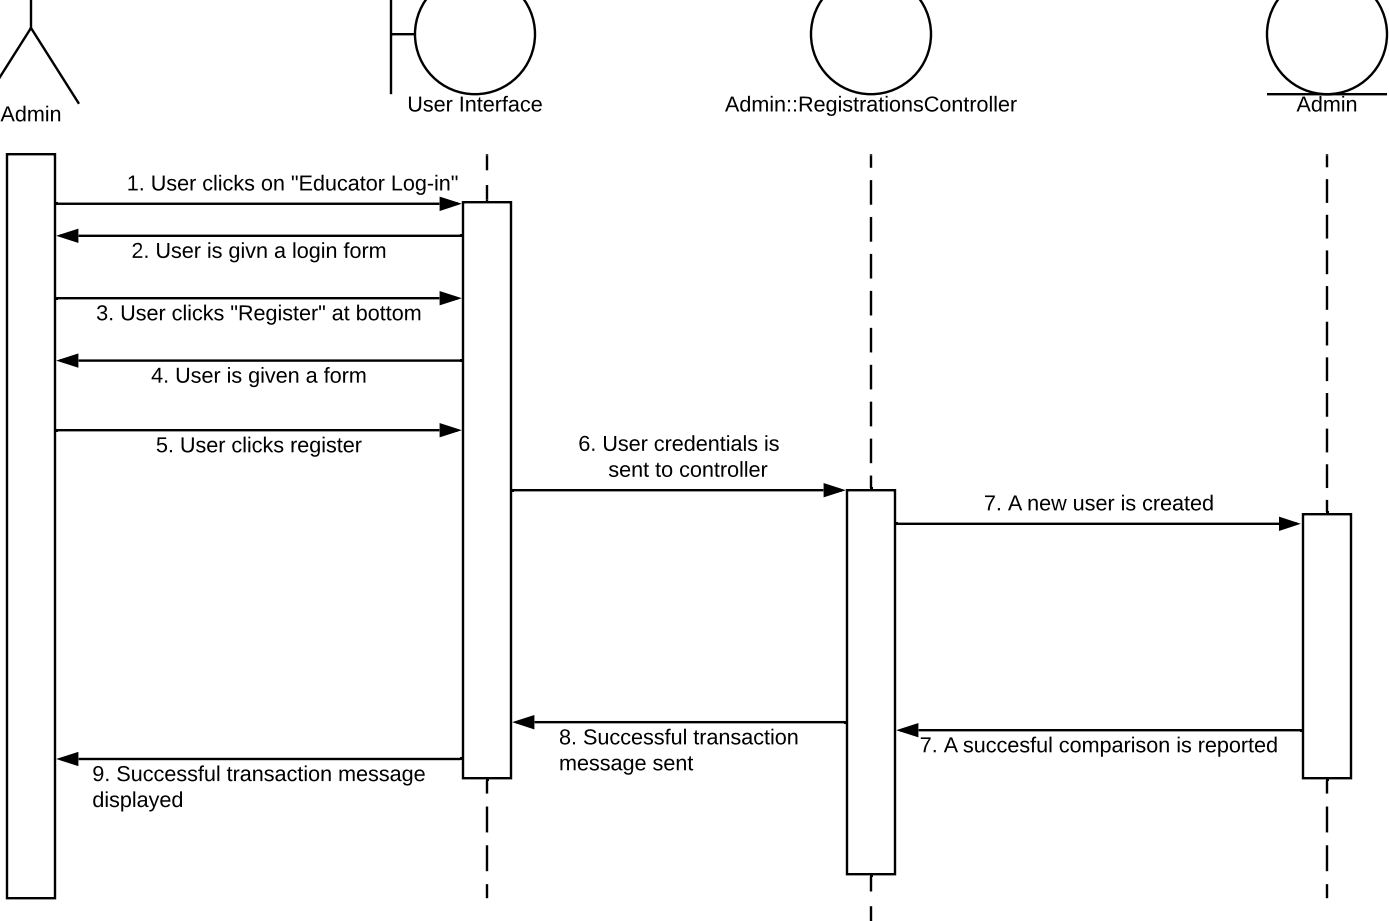 Admin
User Interface
Admin::RegistrationsController
Admin
1. User clicks on "Educator Log-in"
2. User is givn a login form
3. User clicks "Register" at bottom
4. User is given a form
5. User clicks register
6. User credentials is
sent to controller
7. A new user is created
8. Successful transaction
message sent
7. A succesful comparison is reported
9. Successful transaction message
displayed